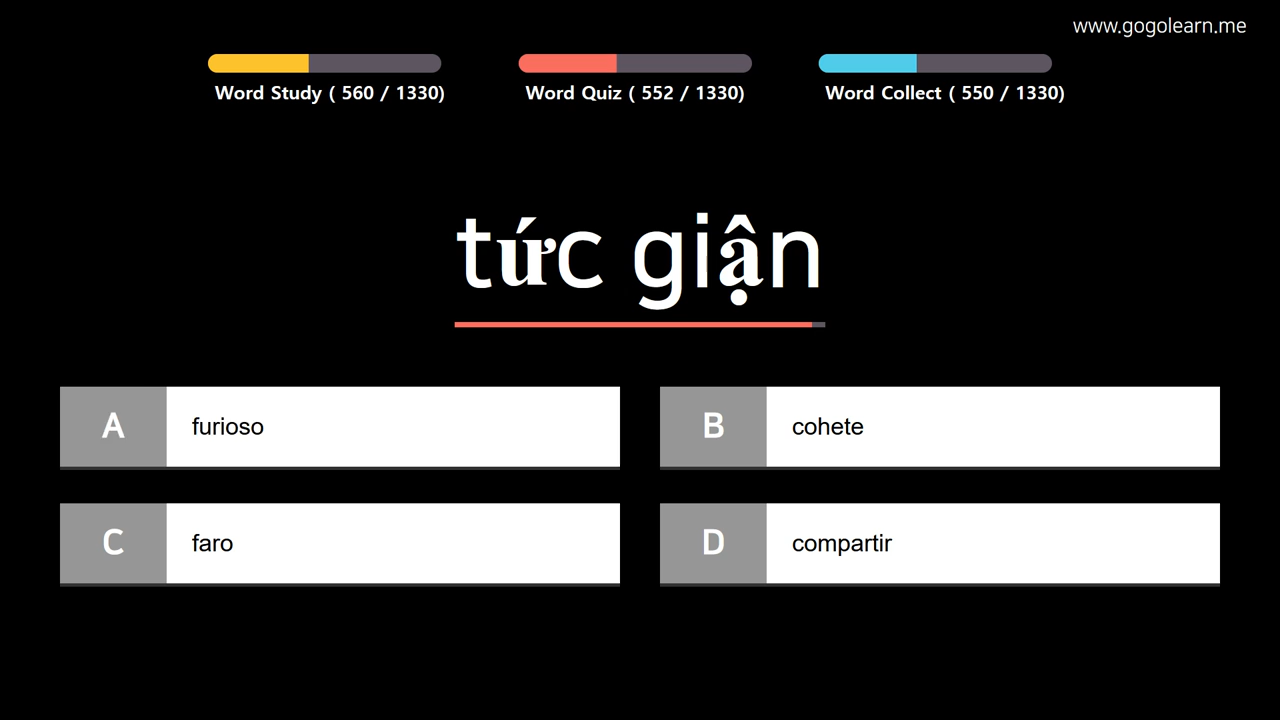 www.gogolearn.me
Word Study ( 560 / 1330)
Word Quiz ( 552 / 1330)
Word Collect ( 550 / 1330)
tức giận
A furioso
B cohete
C faro
D compartir